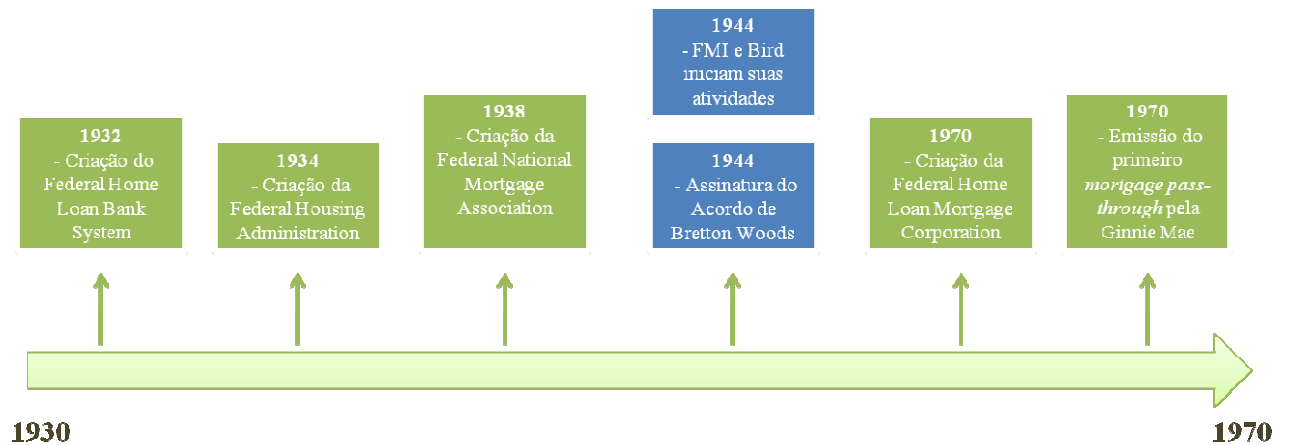 1932
- Criação do
Federal Home
Loan Bank
System
1934
- Criação da
Federal Housing
Administration
1938
- Criação da
Federal National
Mortgage
Association
1944
- FMI e Bird
iniciam suas
atividades
1944
- Assinatura do
Acordo de
Bretton Woods
1970
- Criação da
Federal Home
Loan Mortgage
Corporation
1970
- Emissão do
primeiro
mortgage pass-
through pela
Ginnie Mae
1930
1970